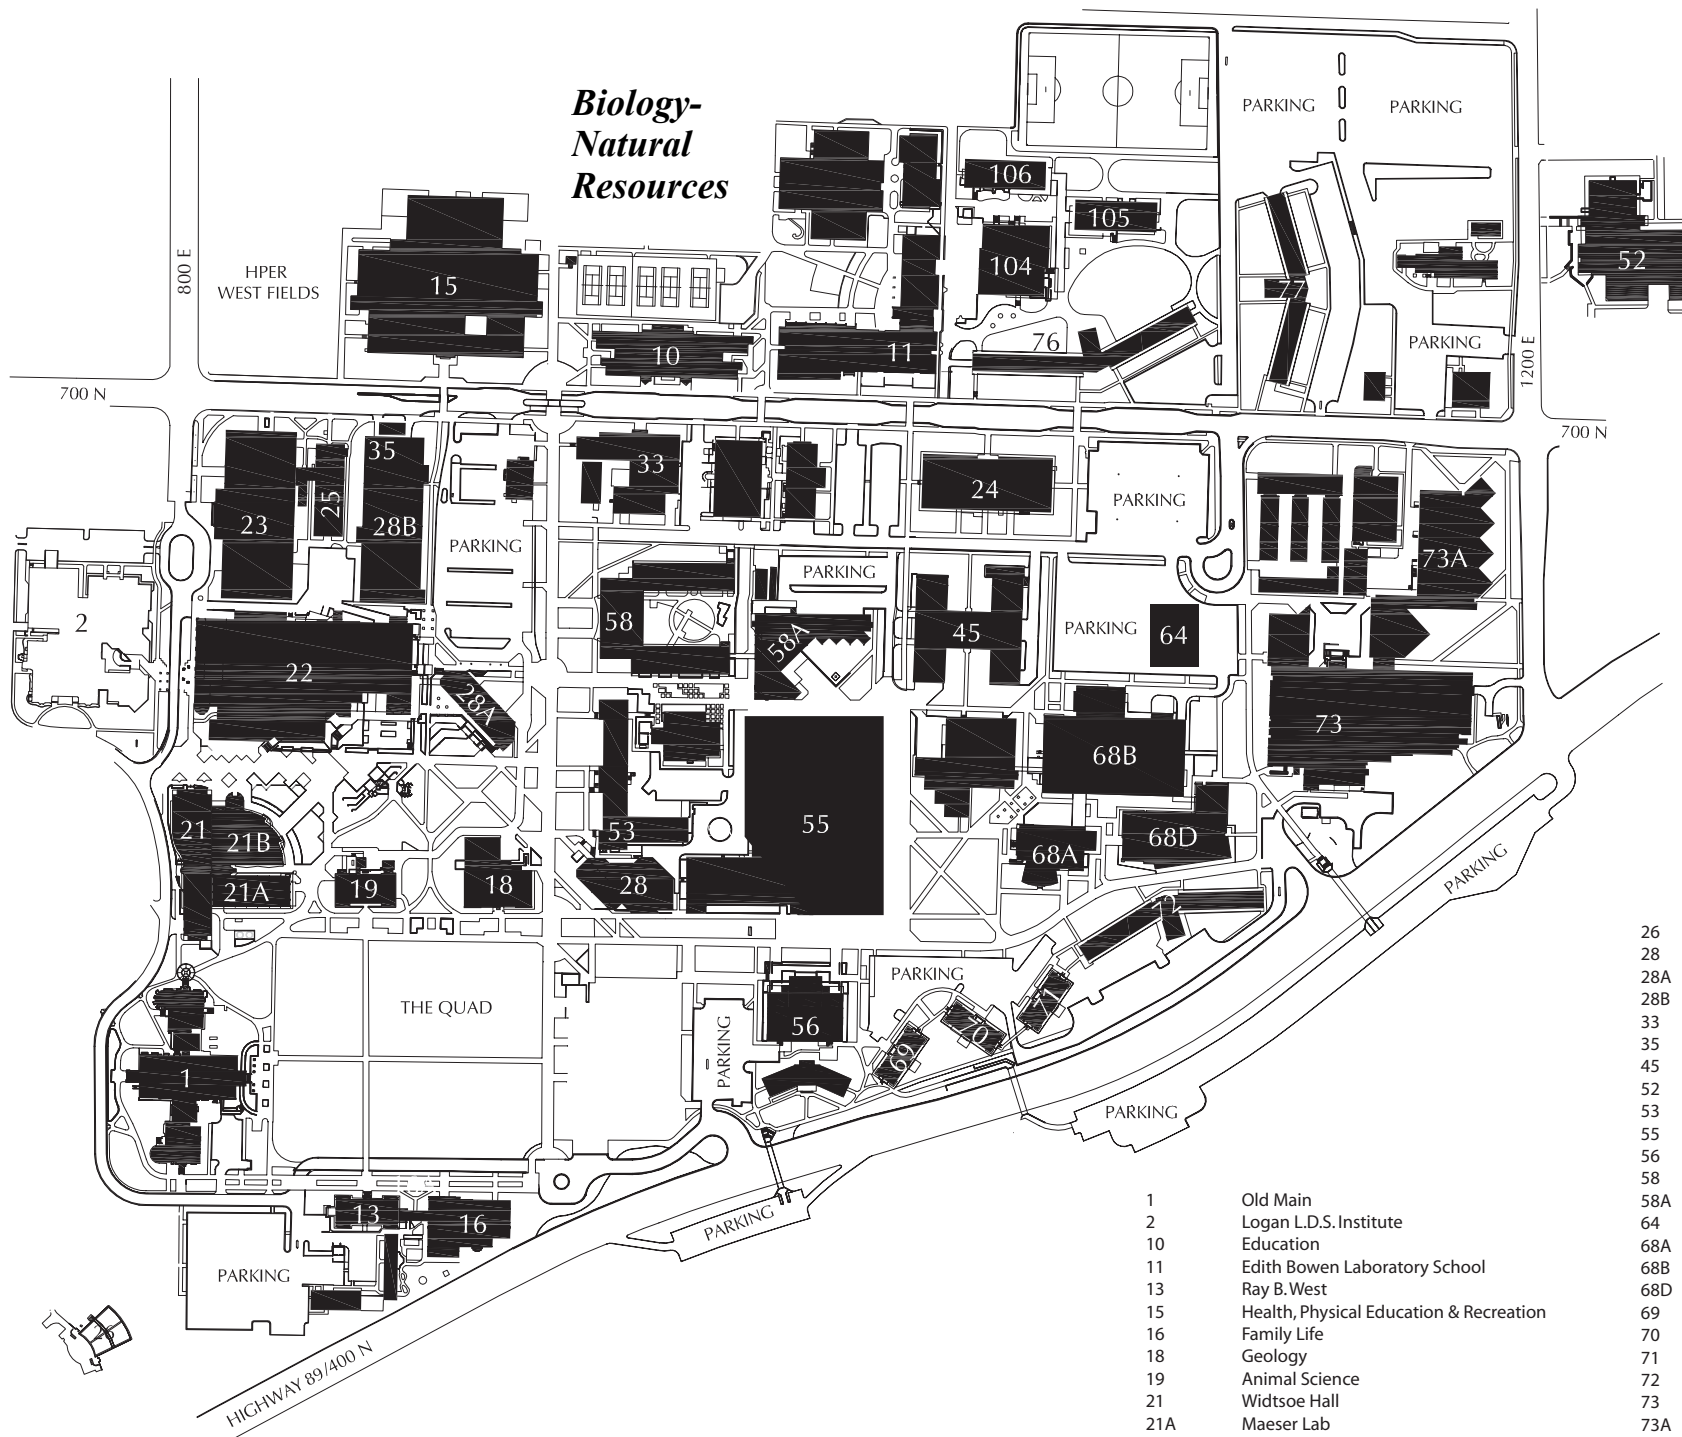 Biology-
Natural
Resources
PARKING
PARKING
106
105
800 E
HPER
WEST FIELDS
15
104
52
77
10
11
76
PARKING
1200 E
700 N
700 N
35
33
23
25
28B
24
PARKING
PARKING
PARKING
73A
2
58
58A
45
PARKING
64
22
28A
73
68B
21
21B
53
55
68A
68D
21A
19
18
28
PARKING
72
THE QUAD
PARKING
71
56
70
69
PARKING
1
PARKING
13
16
PARKING
PARKING
HIGHWAY 89/400 N
1 Old Main
2 Logan L.D.S. Institute
10 Education
11 Edith Bowen Laboratory School
13 Ray B. West
15 Health, Physical Education & Recreation
16 Family Life
18 Geology
19 Animal Science
21 Widtsoe Hall
21A Maeser Lab
26
28
28A
28B
33
35
45
52
53
55
56
58
58A
64
68A
68B
68D
69
70
71
72
73
73A